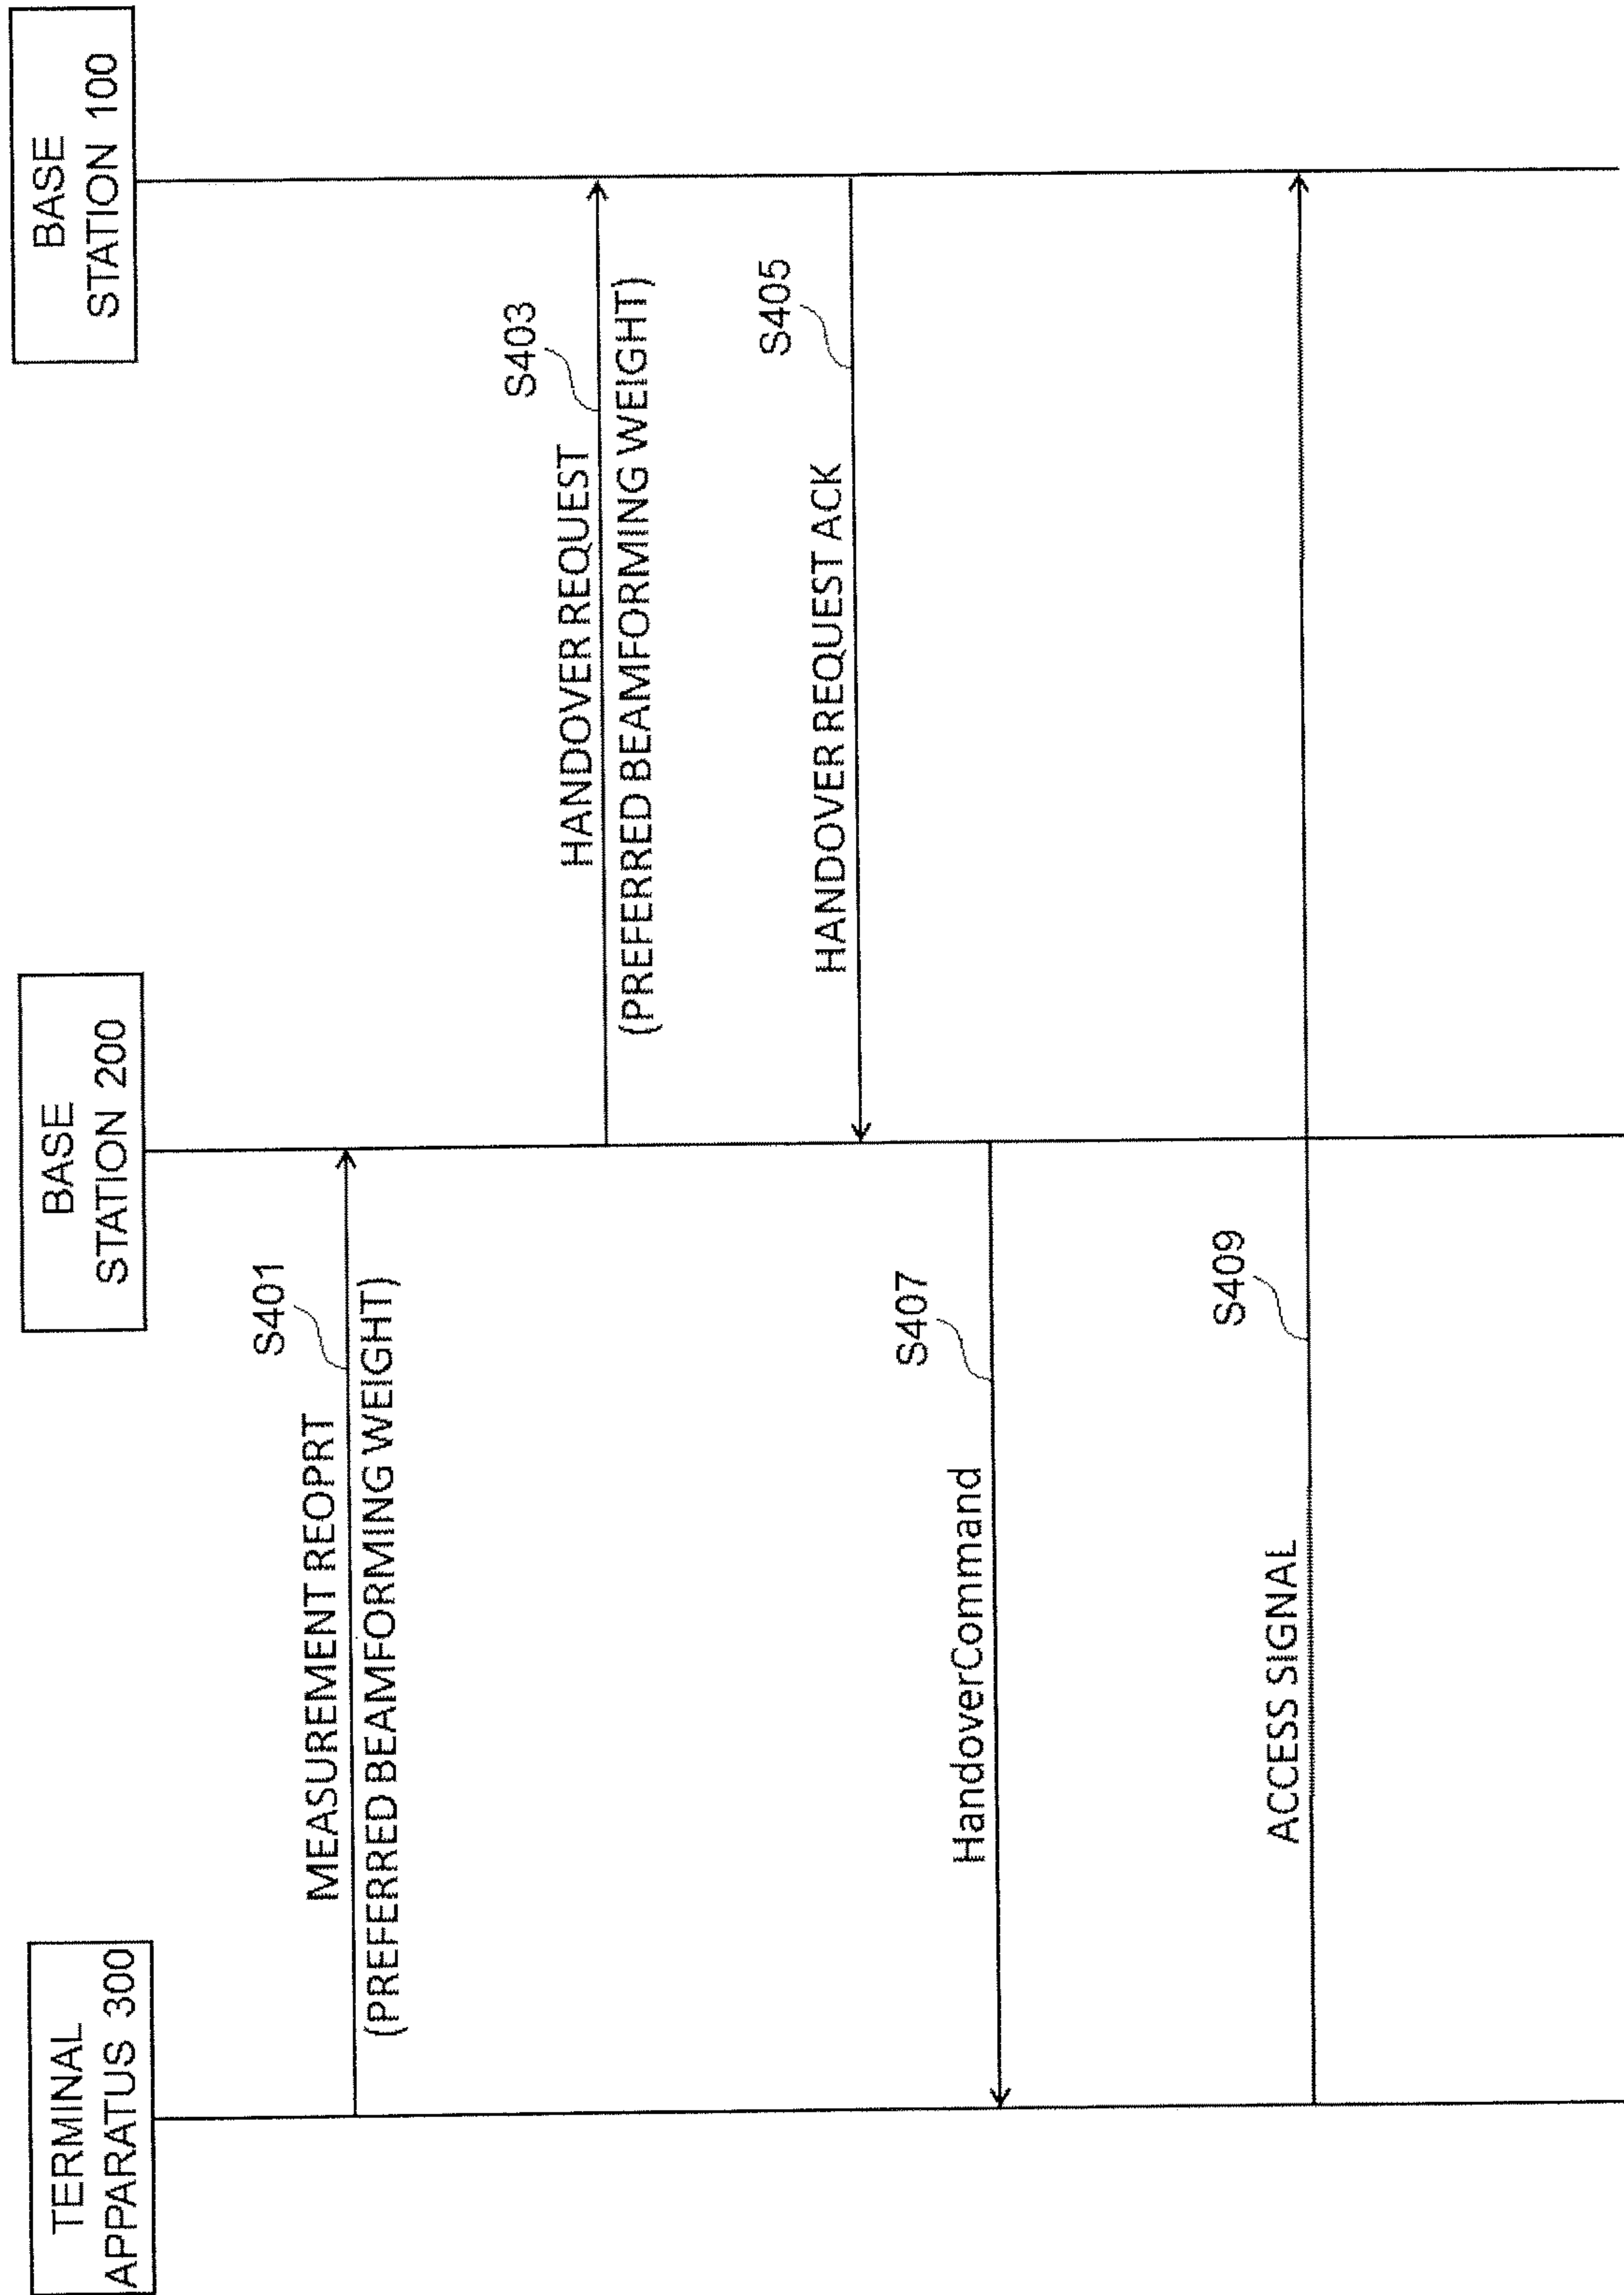 TERMINAL
APPARATUS 300
BASE
STATION 200
BASE
STATION 100
S401
MEASUREMENT REOPRT
(PREFERRED BEAMFORMING WEIGHT)
S403
HANDOVER REQUEST
(PREFERRED BEAMFORMING WEIGHT)
S405
HANDOVER REQUEST ACK
S407
HandoverCommand
S409
ACCESS SIGNAL